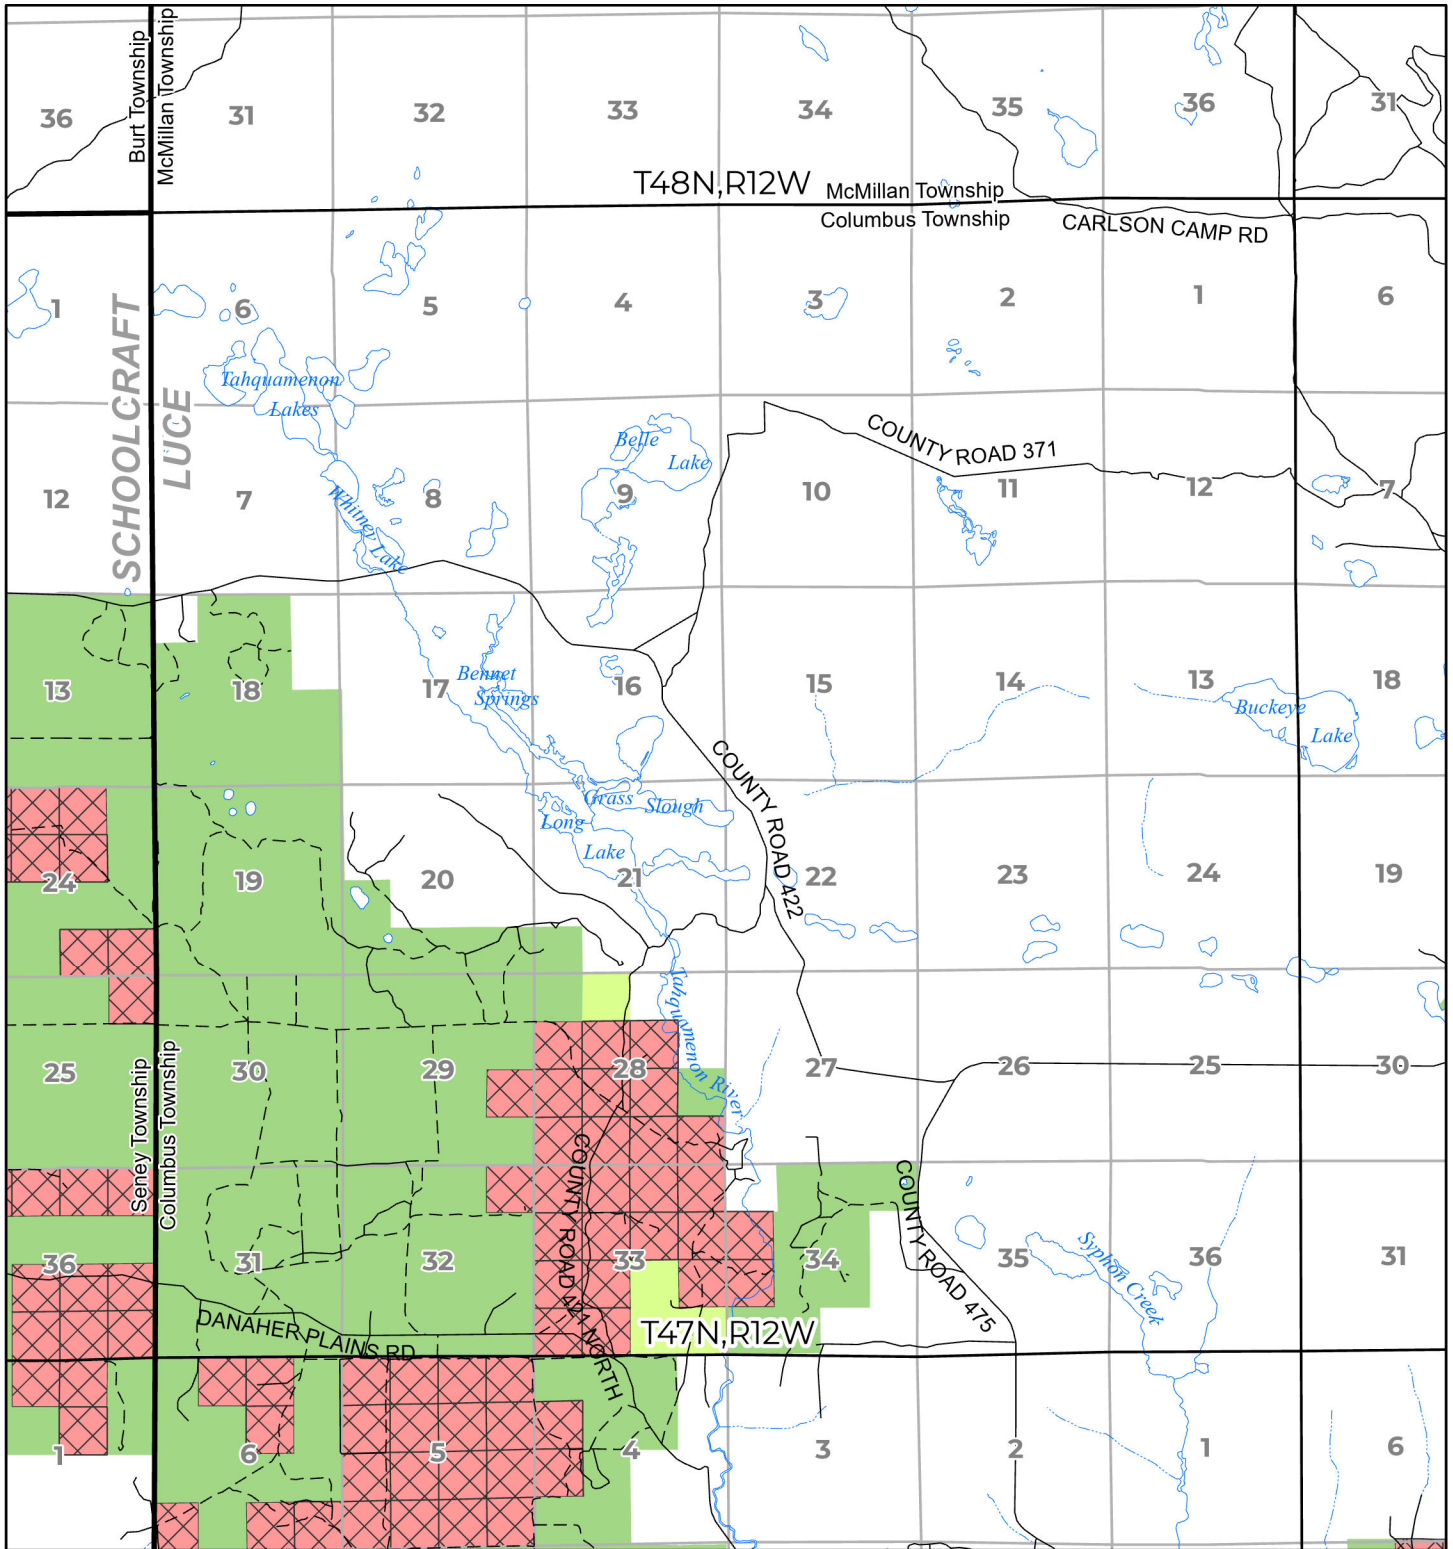 Burt Township
McMillan Township
36
31
32
33
34
35
36
31
T48N,R12W
McMillan Township
Columbus Township
CARLSON CAMP RD
1
6
5
4
3
2
1
6
SCHOOLCRAFT
LUCE
Tahquamenon
Lakes
Belle
Lake
COUNTY ROAD 371
12
7
8
9
10
11
12
7
Whitney Lake
13
18
17
16
15
14
13
18
Bennet
Springs
Buckeye
Lake
COUNTY ROAD 422
Grass
Slough
Long
Lake
24
19
20
21
22
23
24
19
Tahquamenon River
Seney Township
Columbus Township
25
30
29
28
27
26
25
30
COUNTY ROAD 421 NORTH
COUNTY ROAD 475
36
31
32
33
34
35
36
31
Syphon Creek
DANAHER PLAINS RD
T47N,R12W
1
6
5
4
3
2
1
6